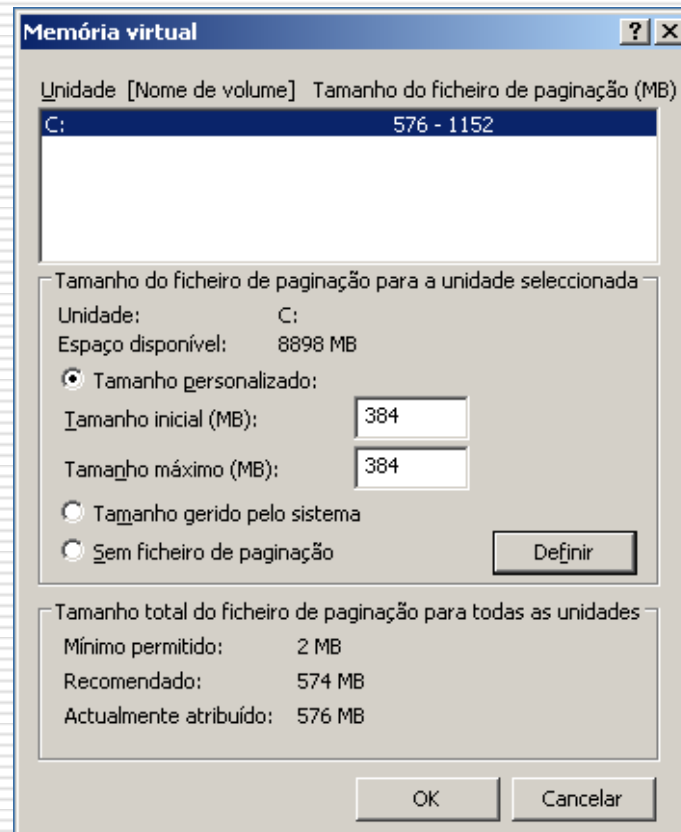 Memória virtual
Unidade [Nome de volume] Tamanho do ficheiro de paginação (MB)
C: 576 - 1152
Tamanho do ficheiro de paginação para a unidade seleccionada
Unidade: C:
Espaço disponível: 8898 MB
Tamanho personalizado:
Tamanho inicial (MB): 384
Tamanho máximo (MB): 384
Tamanho gerido pelo sistema
Sem ficheiro de paginação Definir
Tamanho total do ficheiro de paginação para todas as unidades
Mínimo permitido: 2 MB
Recomendado: 574 MB
Actualmente atribuído: 576 MB
OK Cancelar